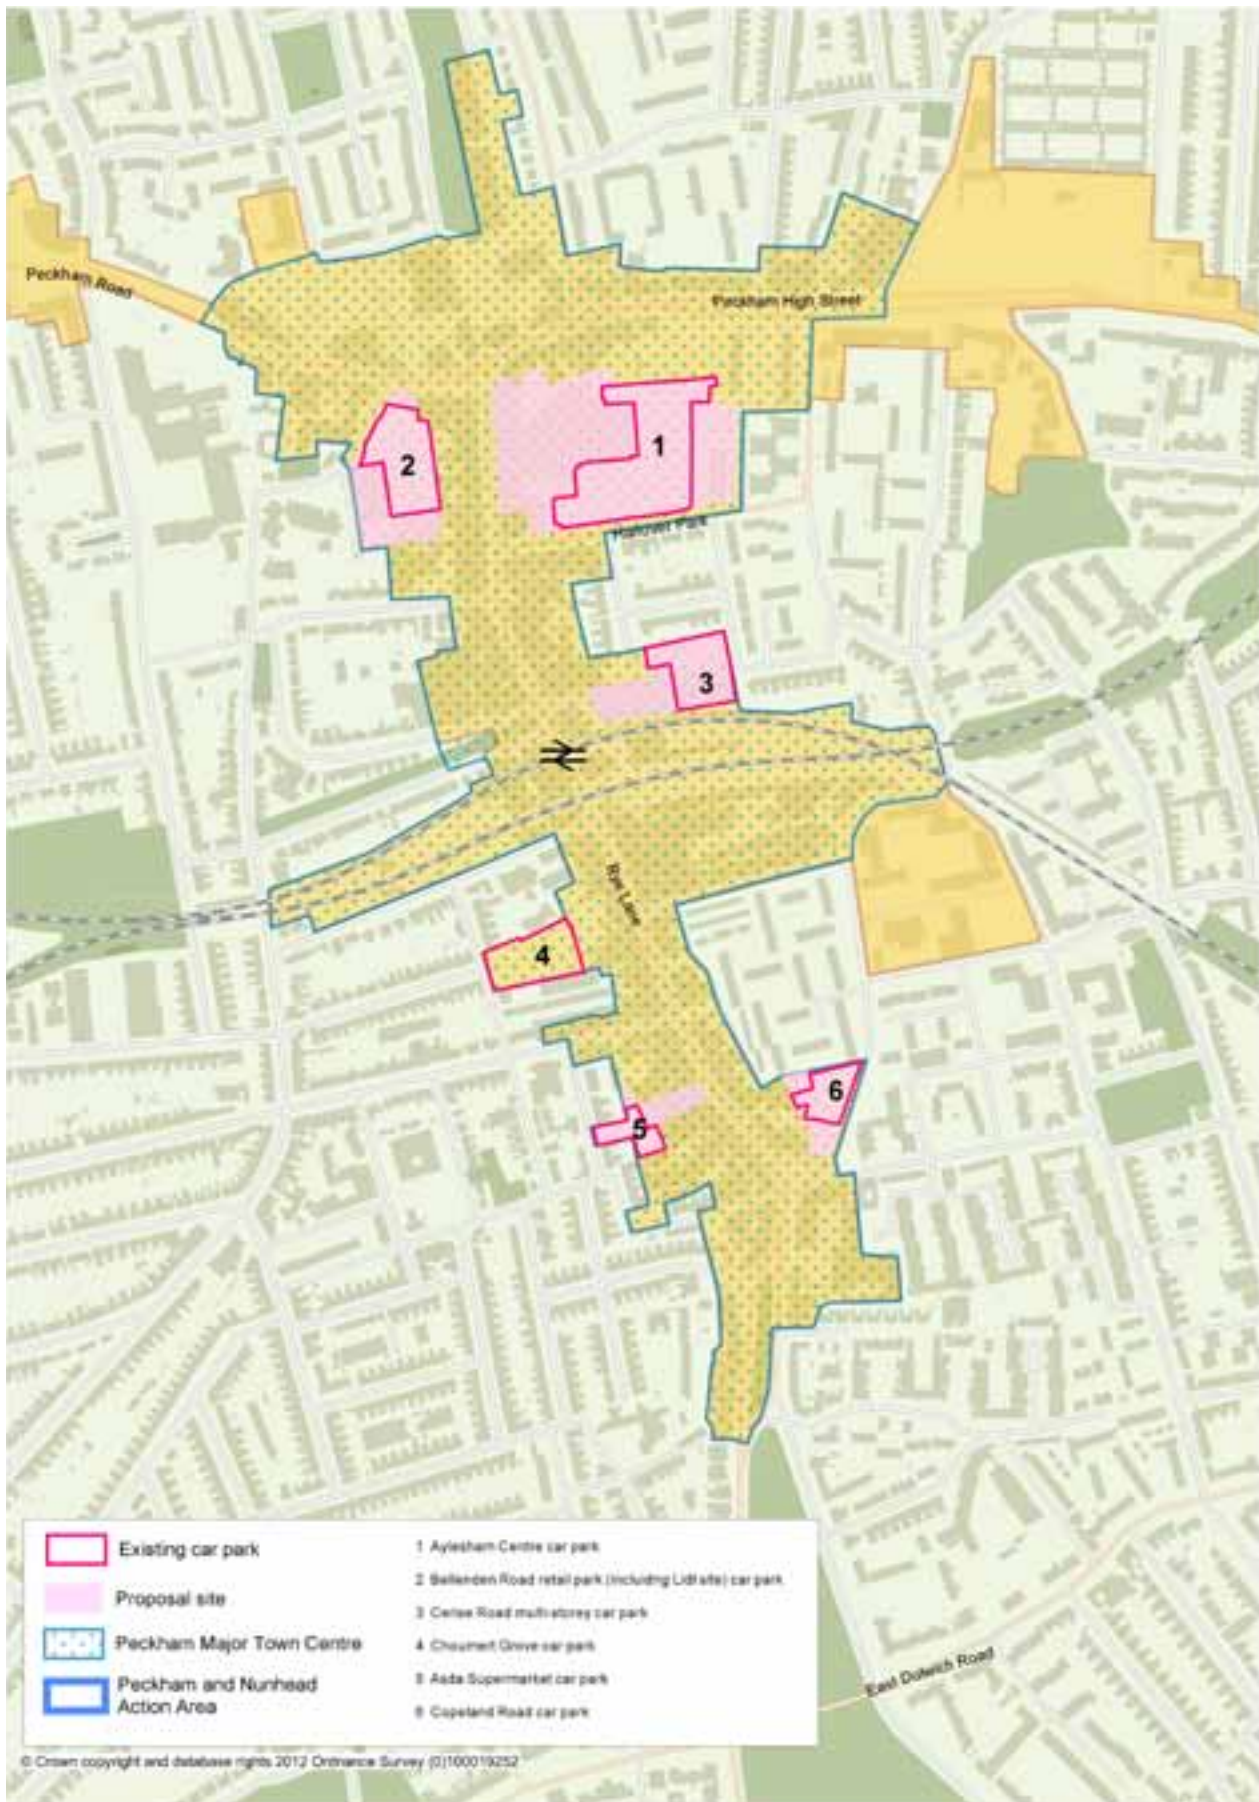 Peckham Road
Peckham High Street
1
2
Hanover Park
3
Rye Lane
4
6
5
Existing car park
Proposal site
Peckham Major Town Centre
Peckham and Nunhead
Action Area
1 Aylesham Centre car park
2 Bellenden Road retail park (including Lidl site) car park
3 Cerise Road multi-storey car park
4 Choumert Grove car park
5 Asda Supermarket car park
6 Copeland Road car park
East Dulwich Road
© Crown copyright and database rights 2012 Ordnance Survey (0)100019252